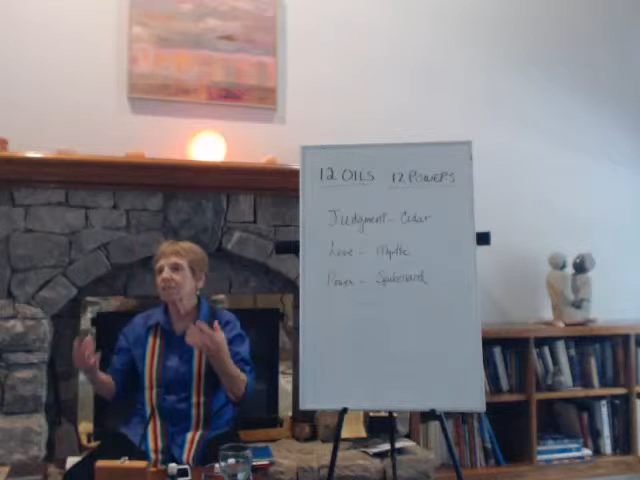 12 OILS 12 POWERS
Judgment - Cedar
Love - Myrtle
Power - Spikenard